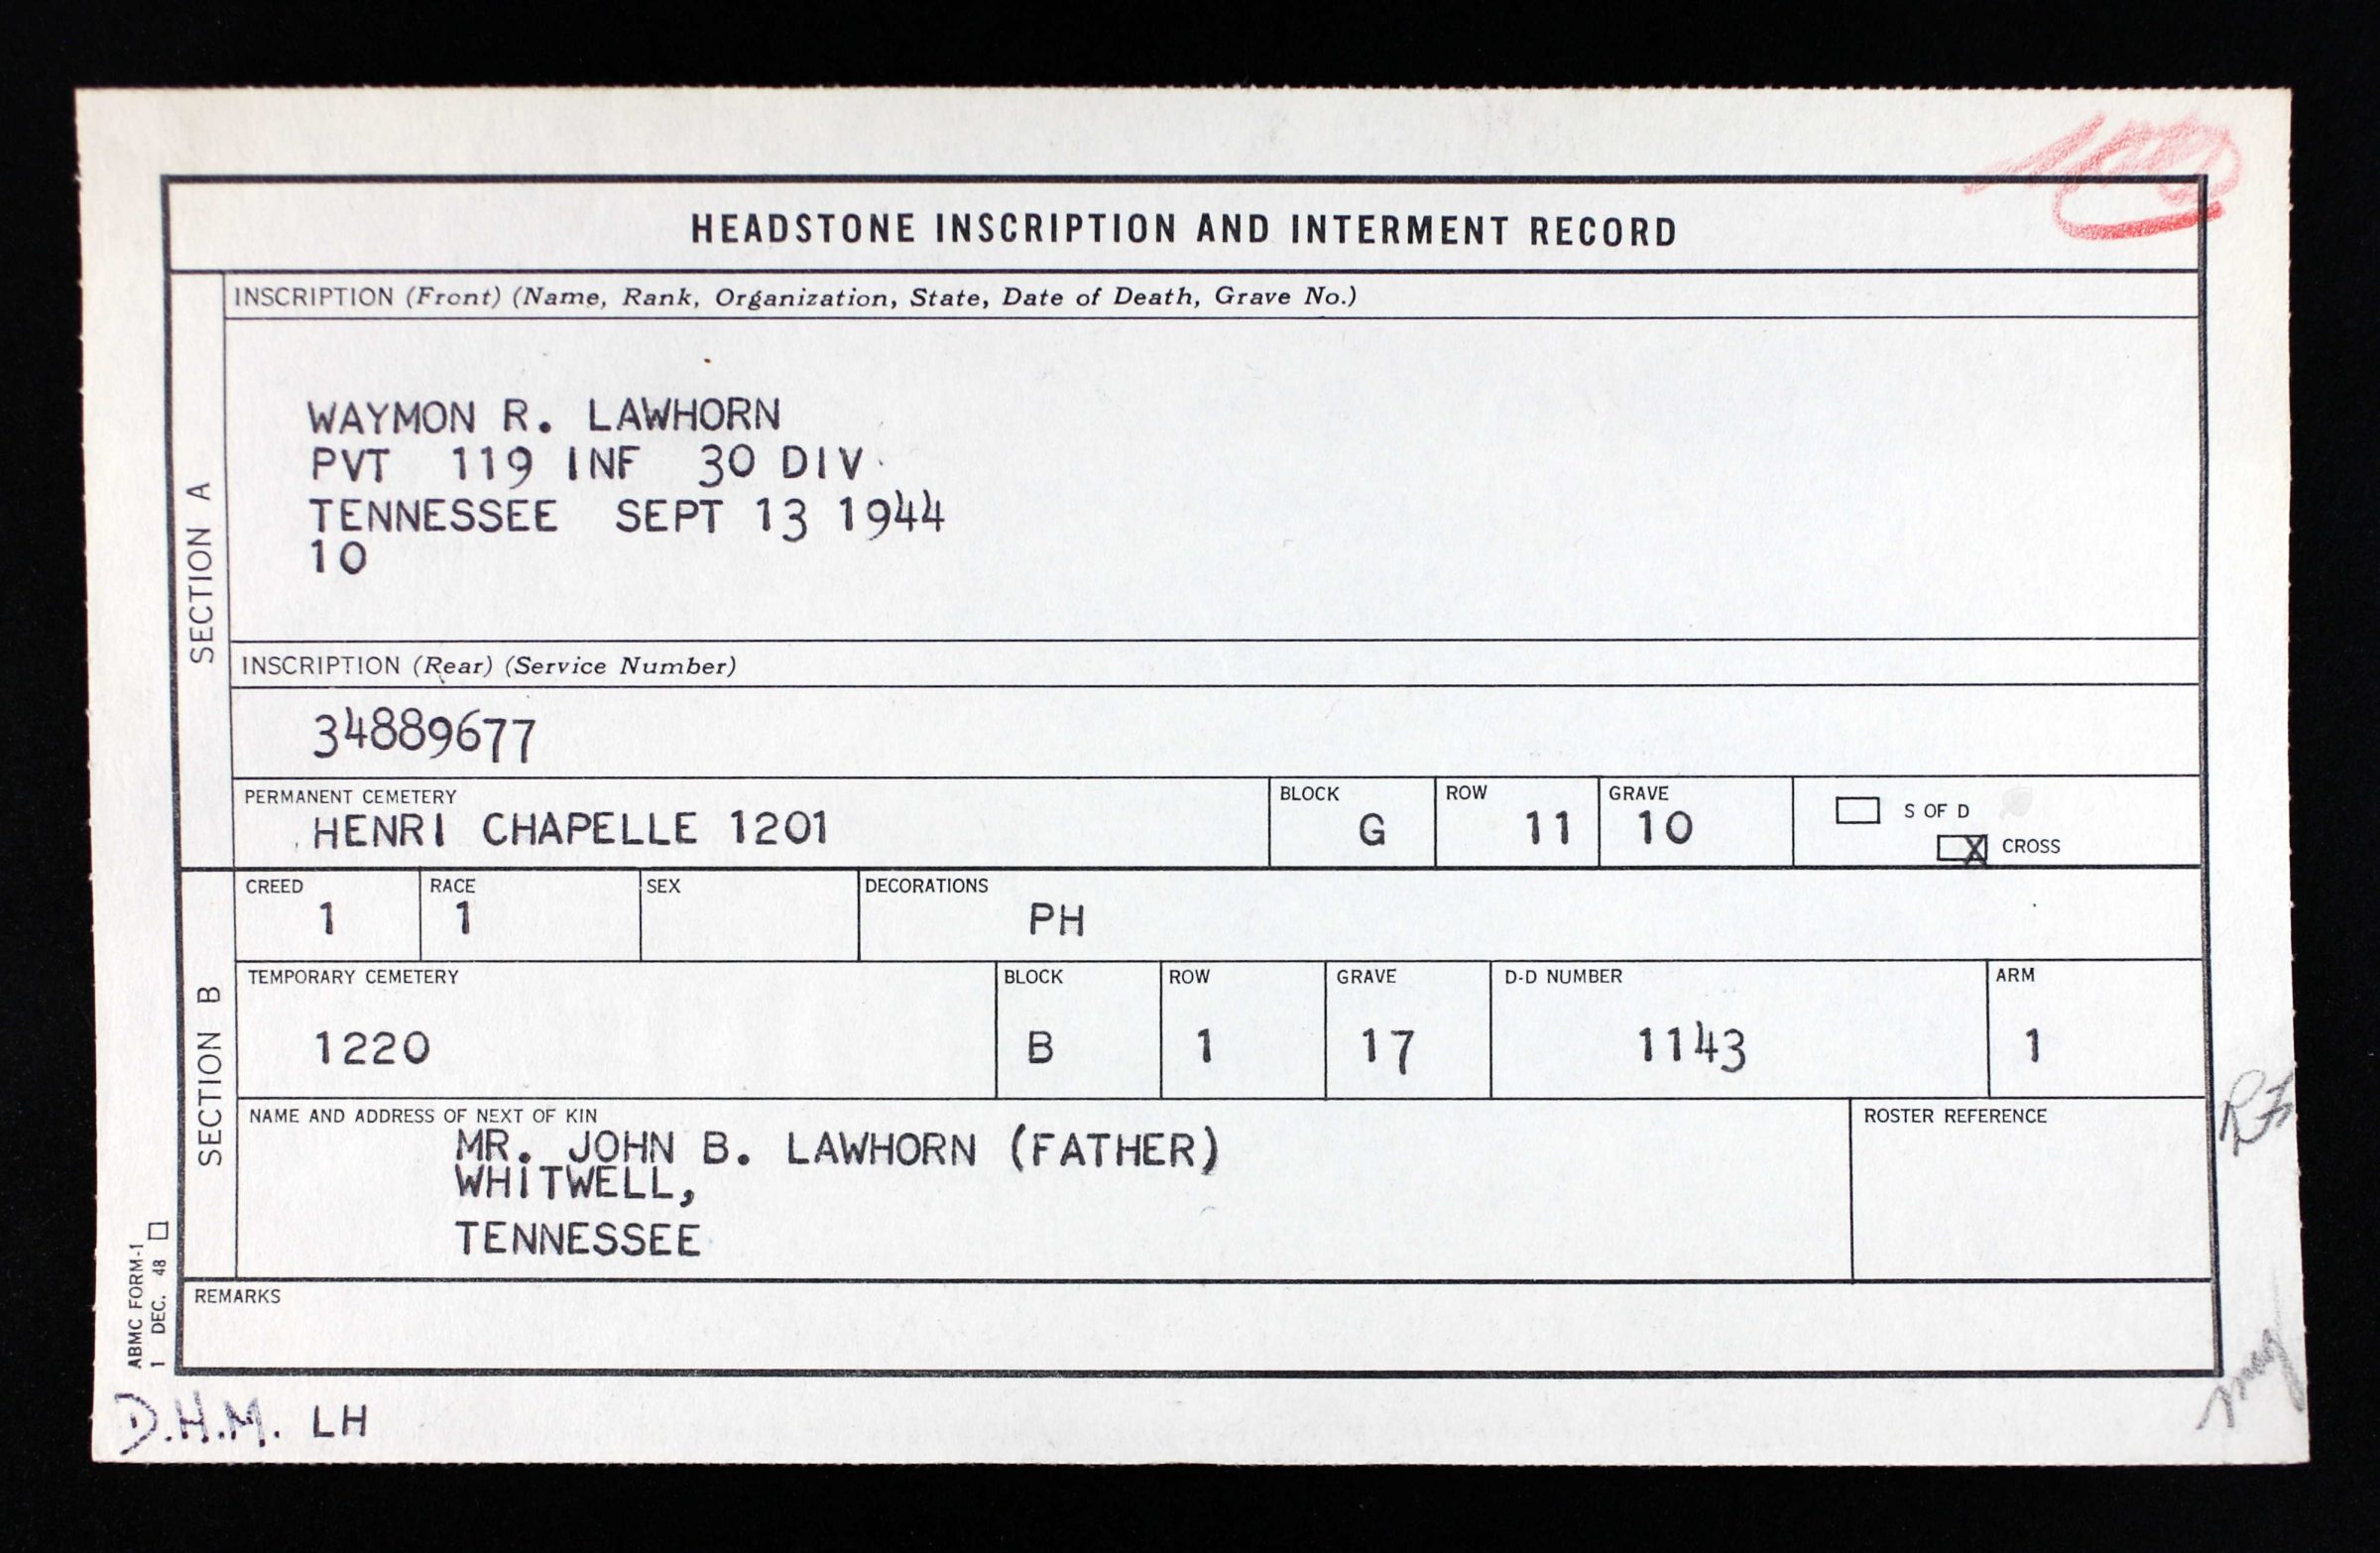 HEADSTONE INSCRIPTION AND INTERMENT RECORD
SECTION A
INSCRIPTION (Front) (Name, Rank, Organization, State, Date of Death, Grave No.)
WAYMON R. LAWHORN
PVT 119 INF 30 DIV
TENNESSEE SEPT 13 1944
10
INSCRIPTION (Rear) (Service Number)
34889677
PERMANENT CEMETERY BLOCK ROW GRAVE
HENRI CHAPELLE 1201 G 11 10
S OF D
X CROSS
SECTION B
CREED RACE SEX DECORATIONS
1 1 PH
TEMPORARY CEMETERY BLOCK ROW GRAVE D-D NUMBER ARM
1220 B 1 17 1143 1
NAME AND ADDRESS OF NEXT OF KIN ROSTER REFERENCE
MR. JOHN B. LAWHORN (FATHER)
WHITWELL,
TENNESSEE
REMARKS
ABMC FORM-1
1 DEC. 48
D.H.M. LH